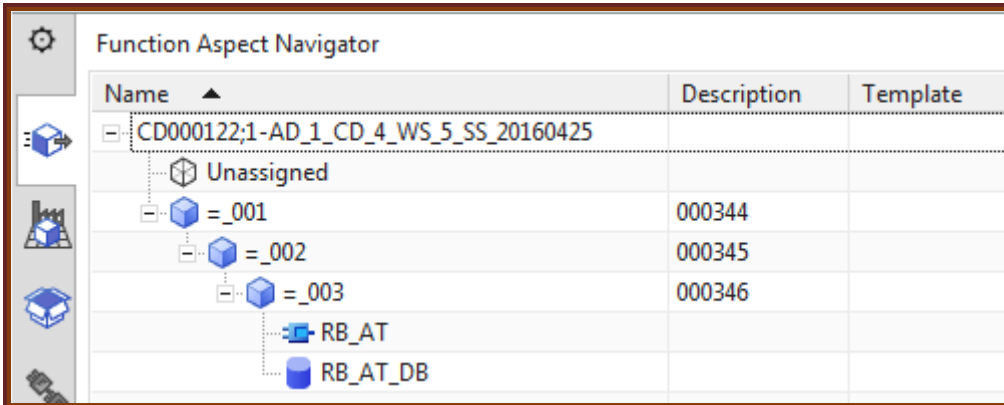 Function Aspect Navigator
Name Description Template
CD000122;1-AD_1_CD_4_WS_5_SS_20160425
Unassigned
=_001 000344
=_002 000345
=_003 000346
RB_AT
RB_AT_DB